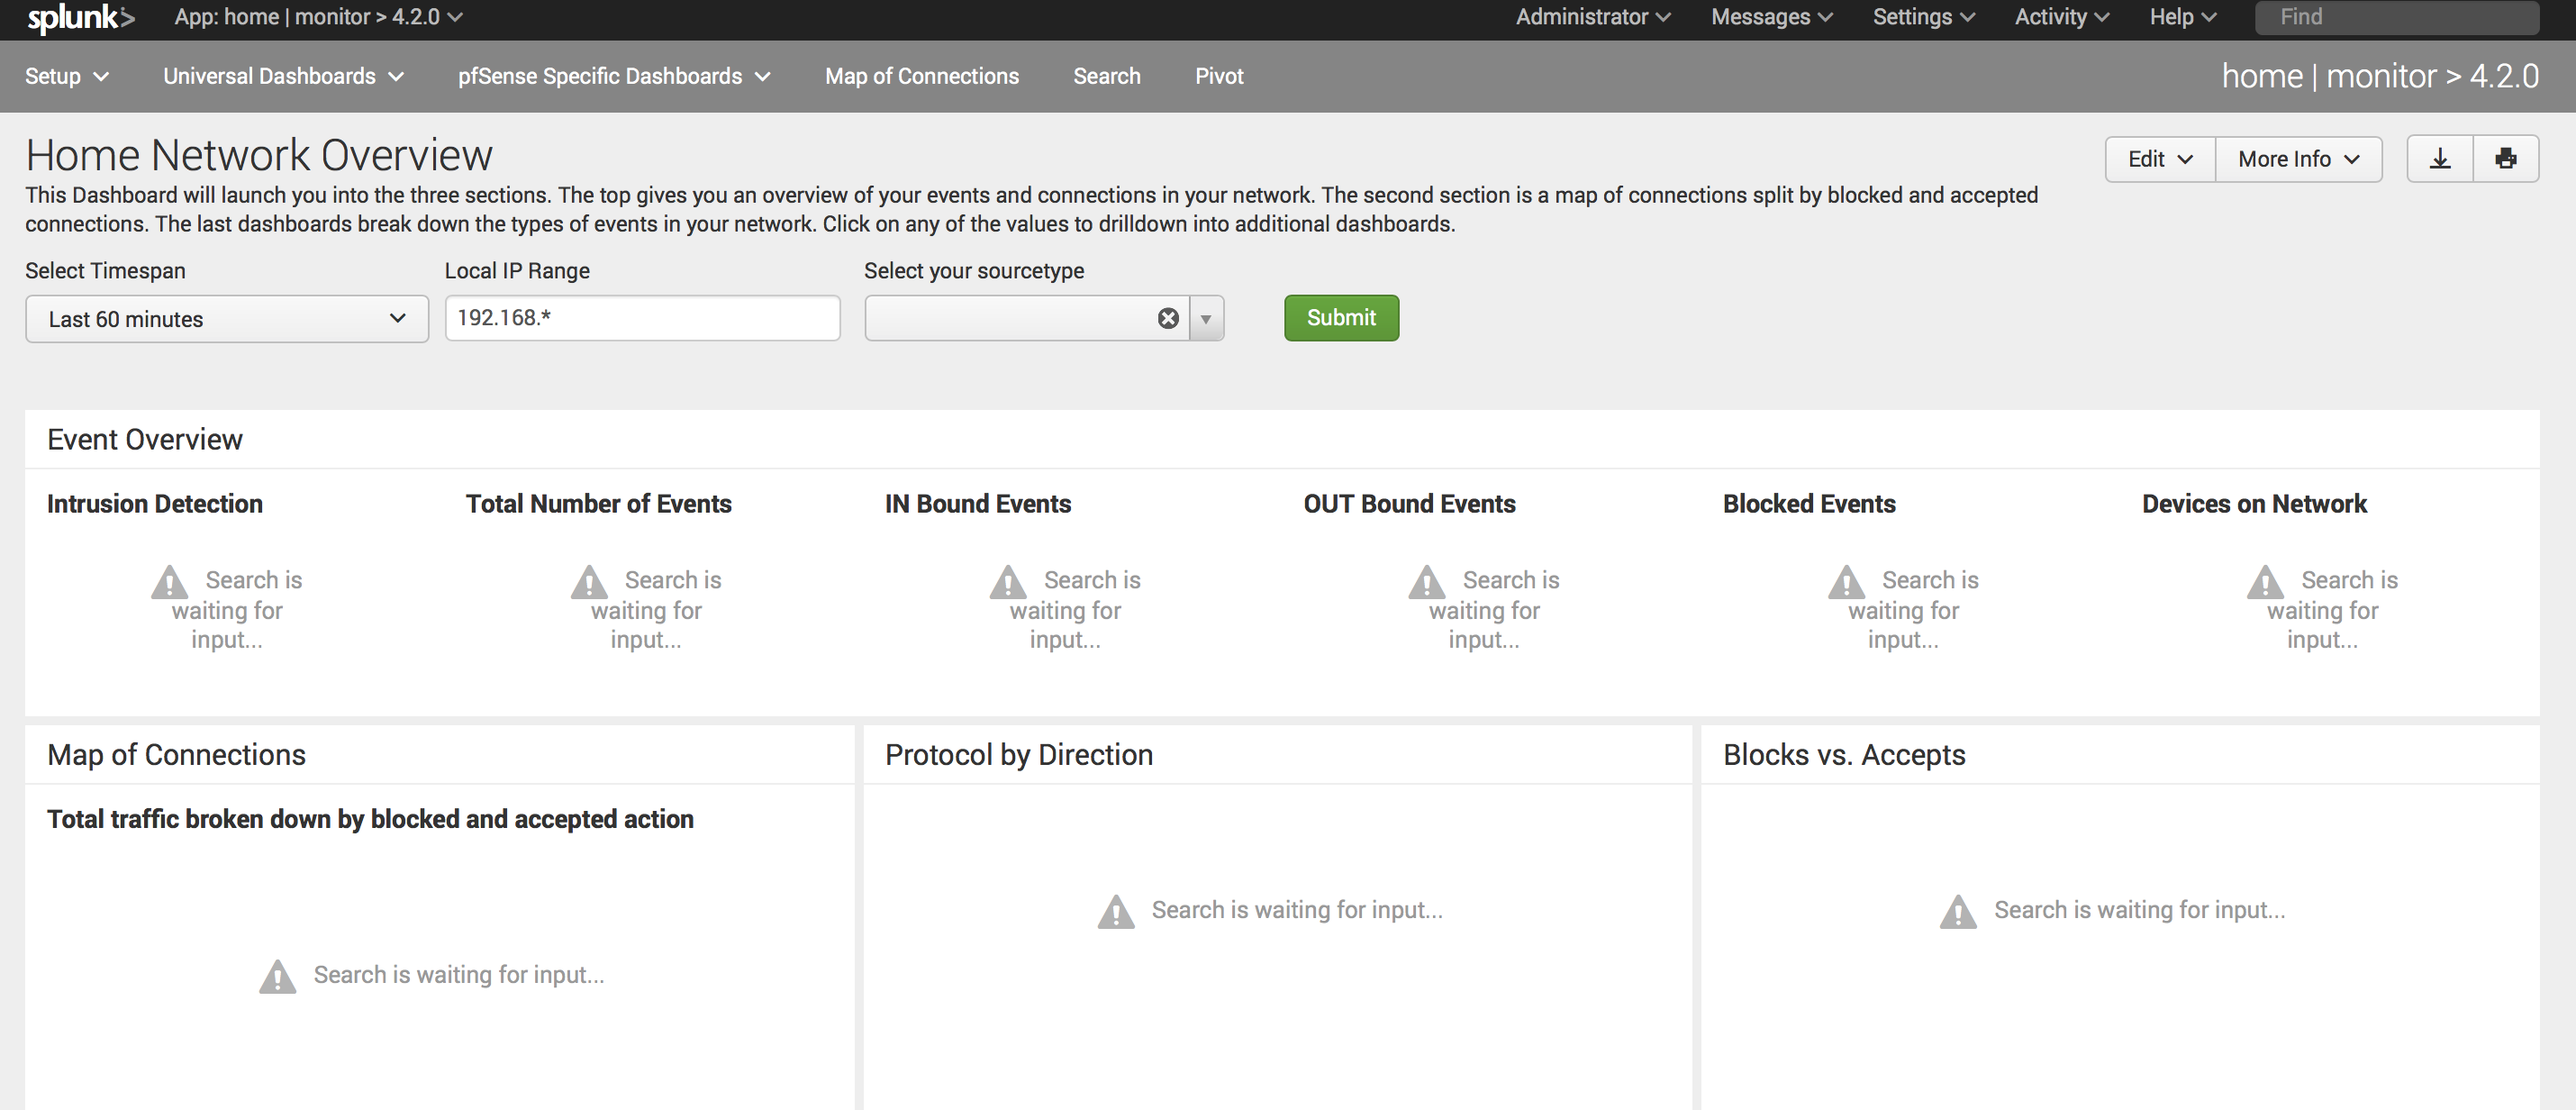 splunk> App: home | monitor > 4.2.0 Administrator Messages Settings Activity Help Find
Setup Universal Dashboards pfSense Specific Dashboards Map of Connections Search Pivot home | monitor > 4.2.0
Home Network Overview
Edit More Info
This Dashboard will launch you into the three sections. The top gives you an overview of your events and connections in your network. The second section is a map of connections split by blocked and accepted
connections. The last dashboards break down the types of events in your network. Click on any of the values to drilldown into additional dashboards.
Select Timespan Local IP Range Select your sourcetype
Last 60 minutes 192.168.* Submit
Event Overview
Intrusion Detection Total Number of Events IN Bound Events OUT Bound Events Blocked Events Devices on Network
Search is Search is Search is Search is Search is Search is
waiting for waiting for waiting for waiting for waiting for waiting for
input... input... input... input... input... input...
Map of Connections Protocol by Direction Blocks vs. Accepts
Total traffic broken down by blocked and accepted action
Search is waiting for input... Search is waiting for input...
Search is waiting for input...